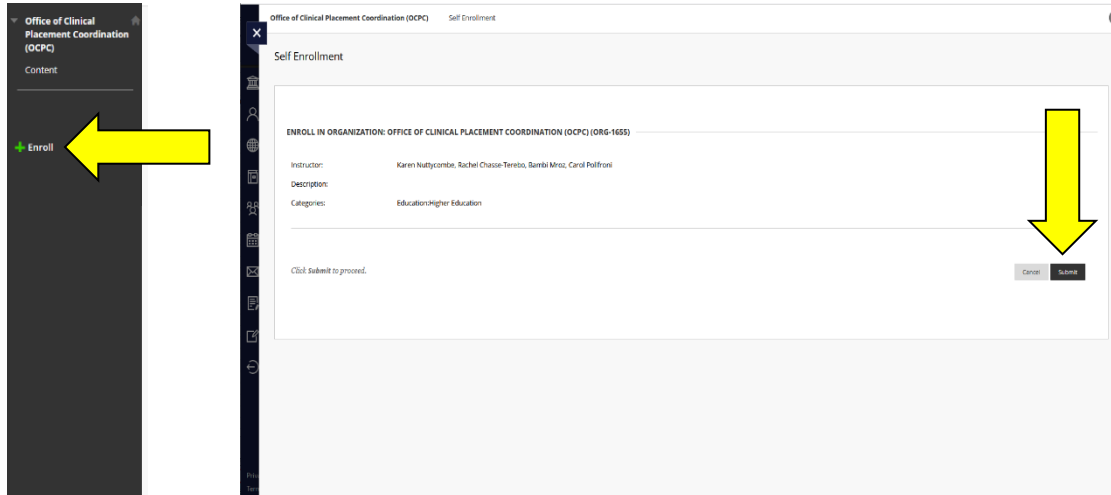 Office of Clinical
Placement Coordination
(OCPC)
Content
Enroll
Office of Clinical Placement Coordination (OCPC) Self Enrollment
Self Enrollment
ENROLL IN ORGANIZATION: OFFICE OF CLINICAL PLACEMENT COORDINATION (OCPC) (ORG-1655)
Instructor: Karen Nuttycombe, Rachel Chasse-Terebo, Bambi Mroz, Carol Polifroni
Description:
Categories: Education:Higher Education
Click Submit to proceed.
Cancel Submit